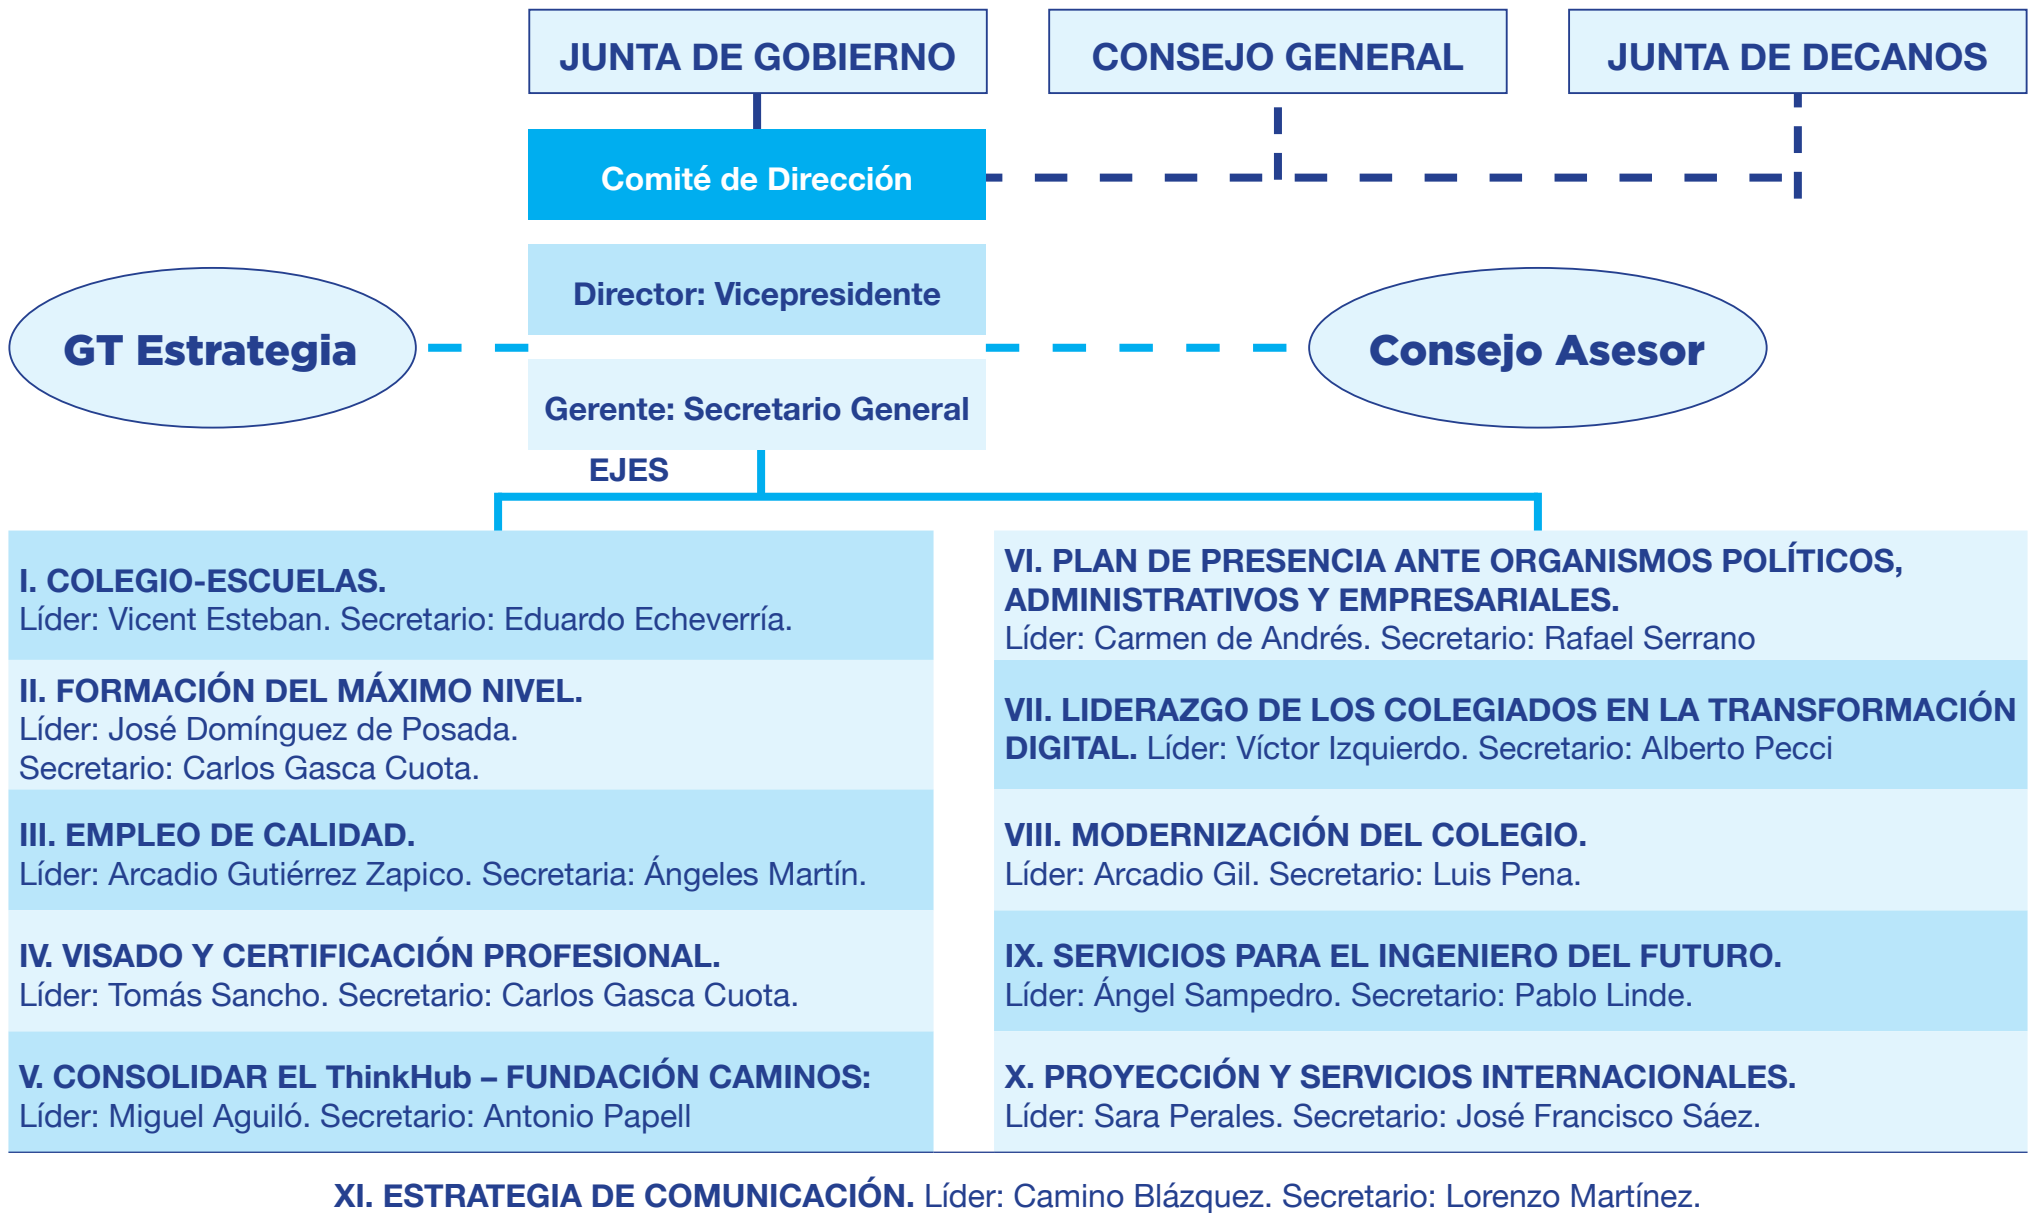 JUNTA DE GOBIERNO
CONSEJO GENERAL
JUNTA DE DECANOS
Comité de Dirección
Director: Vicepresidente
GT Estrategia
Consejo Asesor
Gerente: Secretario General
EJES
I. COLEGIO-ESCUELAS.
Líder: Vicent Esteban. Secretario: Eduardo Echeverría.
II. FORMACIÓN DEL MÁXIMO NIVEL.
Líder: José Domínguez de Posada.
Secretario: Carlos Gasca Cuota.
III. EMPLEO DE CALIDAD.
Líder: Arcadio Gutiérrez Zapico. Secretaria: Ángeles Martín.
IV. VISADO Y CERTIFICACIÓN PROFESIONAL.
Líder: Tomás Sancho. Secretario: Carlos Gasca Cuota.
V. CONSOLIDAR EL ThinkHub – FUNDACIÓN CAMINOS:
Líder: Miguel Aguiló. Secretario: Antonio Papell
VI. PLAN DE PRESENCIA ANTE ORGANISMOS POLÍTICOS,
ADMINISTRATIVOS Y EMPRESARIALES.
Líder: Carmen de Andrés. Secretario: Rafael Serrano
VII. LIDERAZGO DE LOS COLEGIADOS EN LA TRANSFORMACIÓN
DIGITAL. Líder: Víctor Izquierdo. Secretario: Alberto Pecci
VIII. MODERNIZACIÓN DEL COLEGIO.
Líder: Arcadio Gil. Secretario: Luis Pena.
IX. SERVICIOS PARA EL INGENIERO DEL FUTURO.
Líder: Ángel Sampedro. Secretario: Pablo Linde.
X. PROYECCIÓN Y SERVICIOS INTERNACIONALES.
Líder: Sara Perales. Secretario: José Francisco Sáez.
XI. ESTRATEGIA DE COMUNICACIÓN. Líder: Camino Blázquez. Secretario: Lorenzo Martínez.